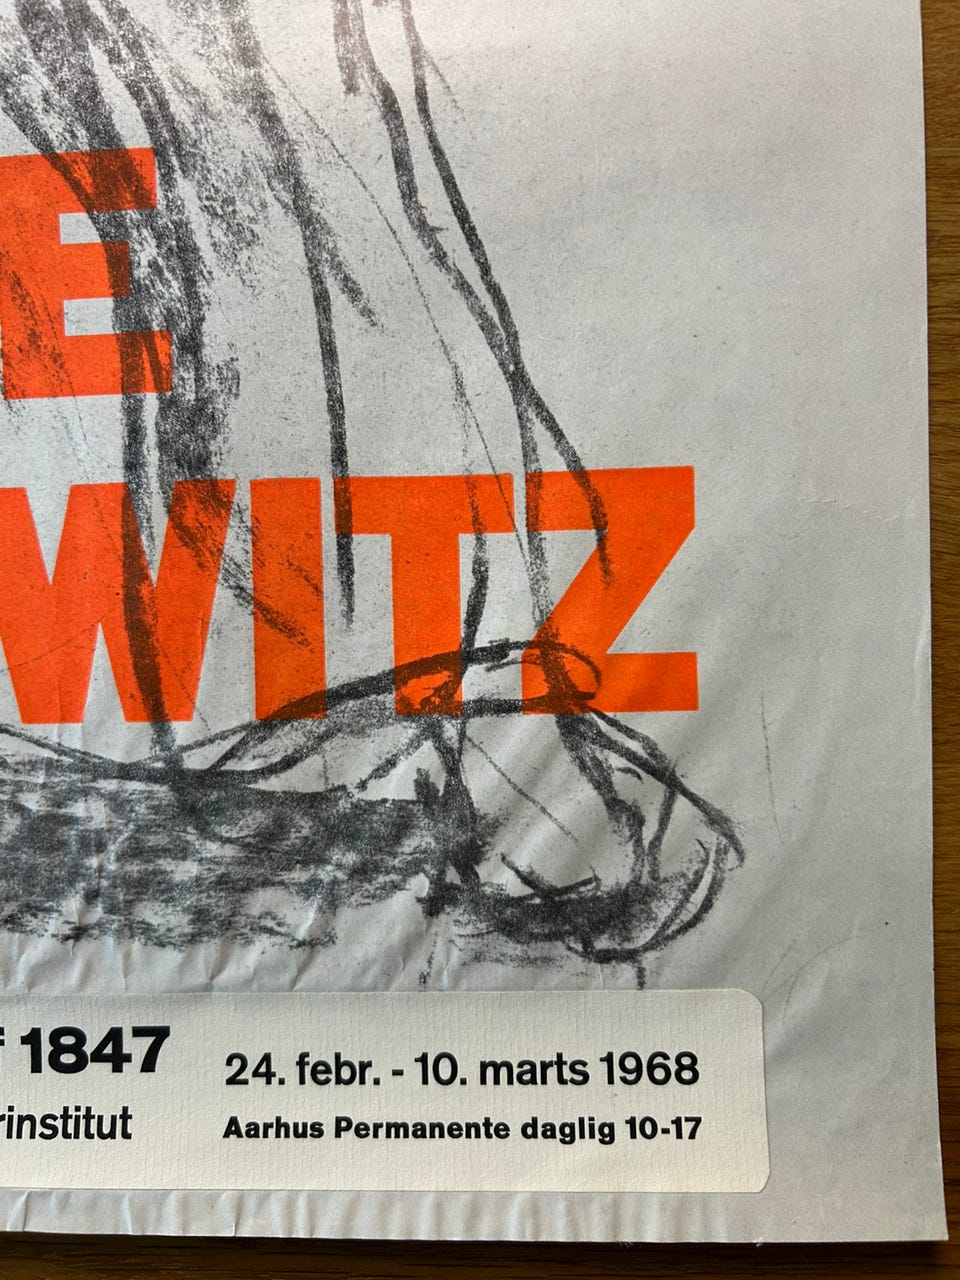 E
WITZ
f 1847
24. febr. - 10. marts 1968
rinstitut
Aarhus Permanente daglig 10-17